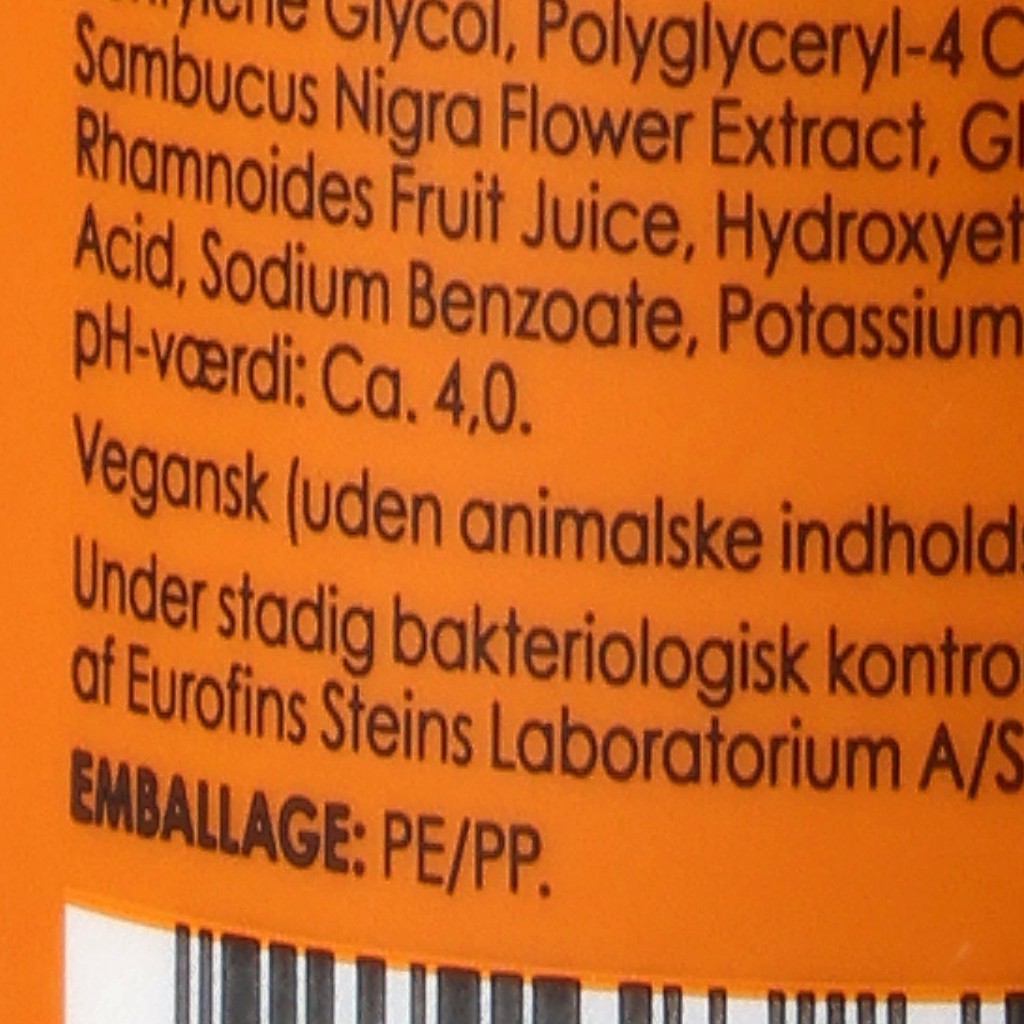 Glycol, Polyglyceryl-4
Sambucus Nigra Flower Extract,
Rhamnoides Fruit Juice,
Acid, Sodium Benzoate, Potassium
pH-værdi: Ca. 4,0.
Vegansk (uden animalske
Under stadig bakteriologisk
af Eurofins Steins Laboratorium A/S
EMBALLAGE: PE/PP.